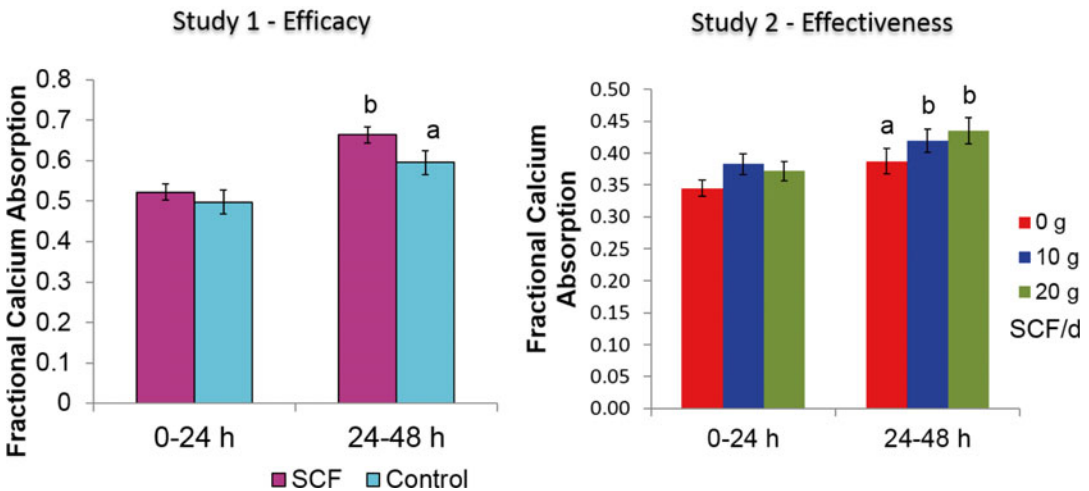 Study 1 - Efficacy
Fractional Calcium Absorption
0.8
0.7
0.6
0.5
0.4
0.3
0.2
0.1
0
b
a
0-24 h
24-48 h
SCF
Control
Study 2 - Effectiveness
Fractional Calcium
Absorption
0.50
0.45
0.40
0.35
0.30
0.25
0.20
0.15
0.10
0.05
0.00
a
b
b
0-24 h
24-48 h
0 g
10 g
20 g
SCF/d